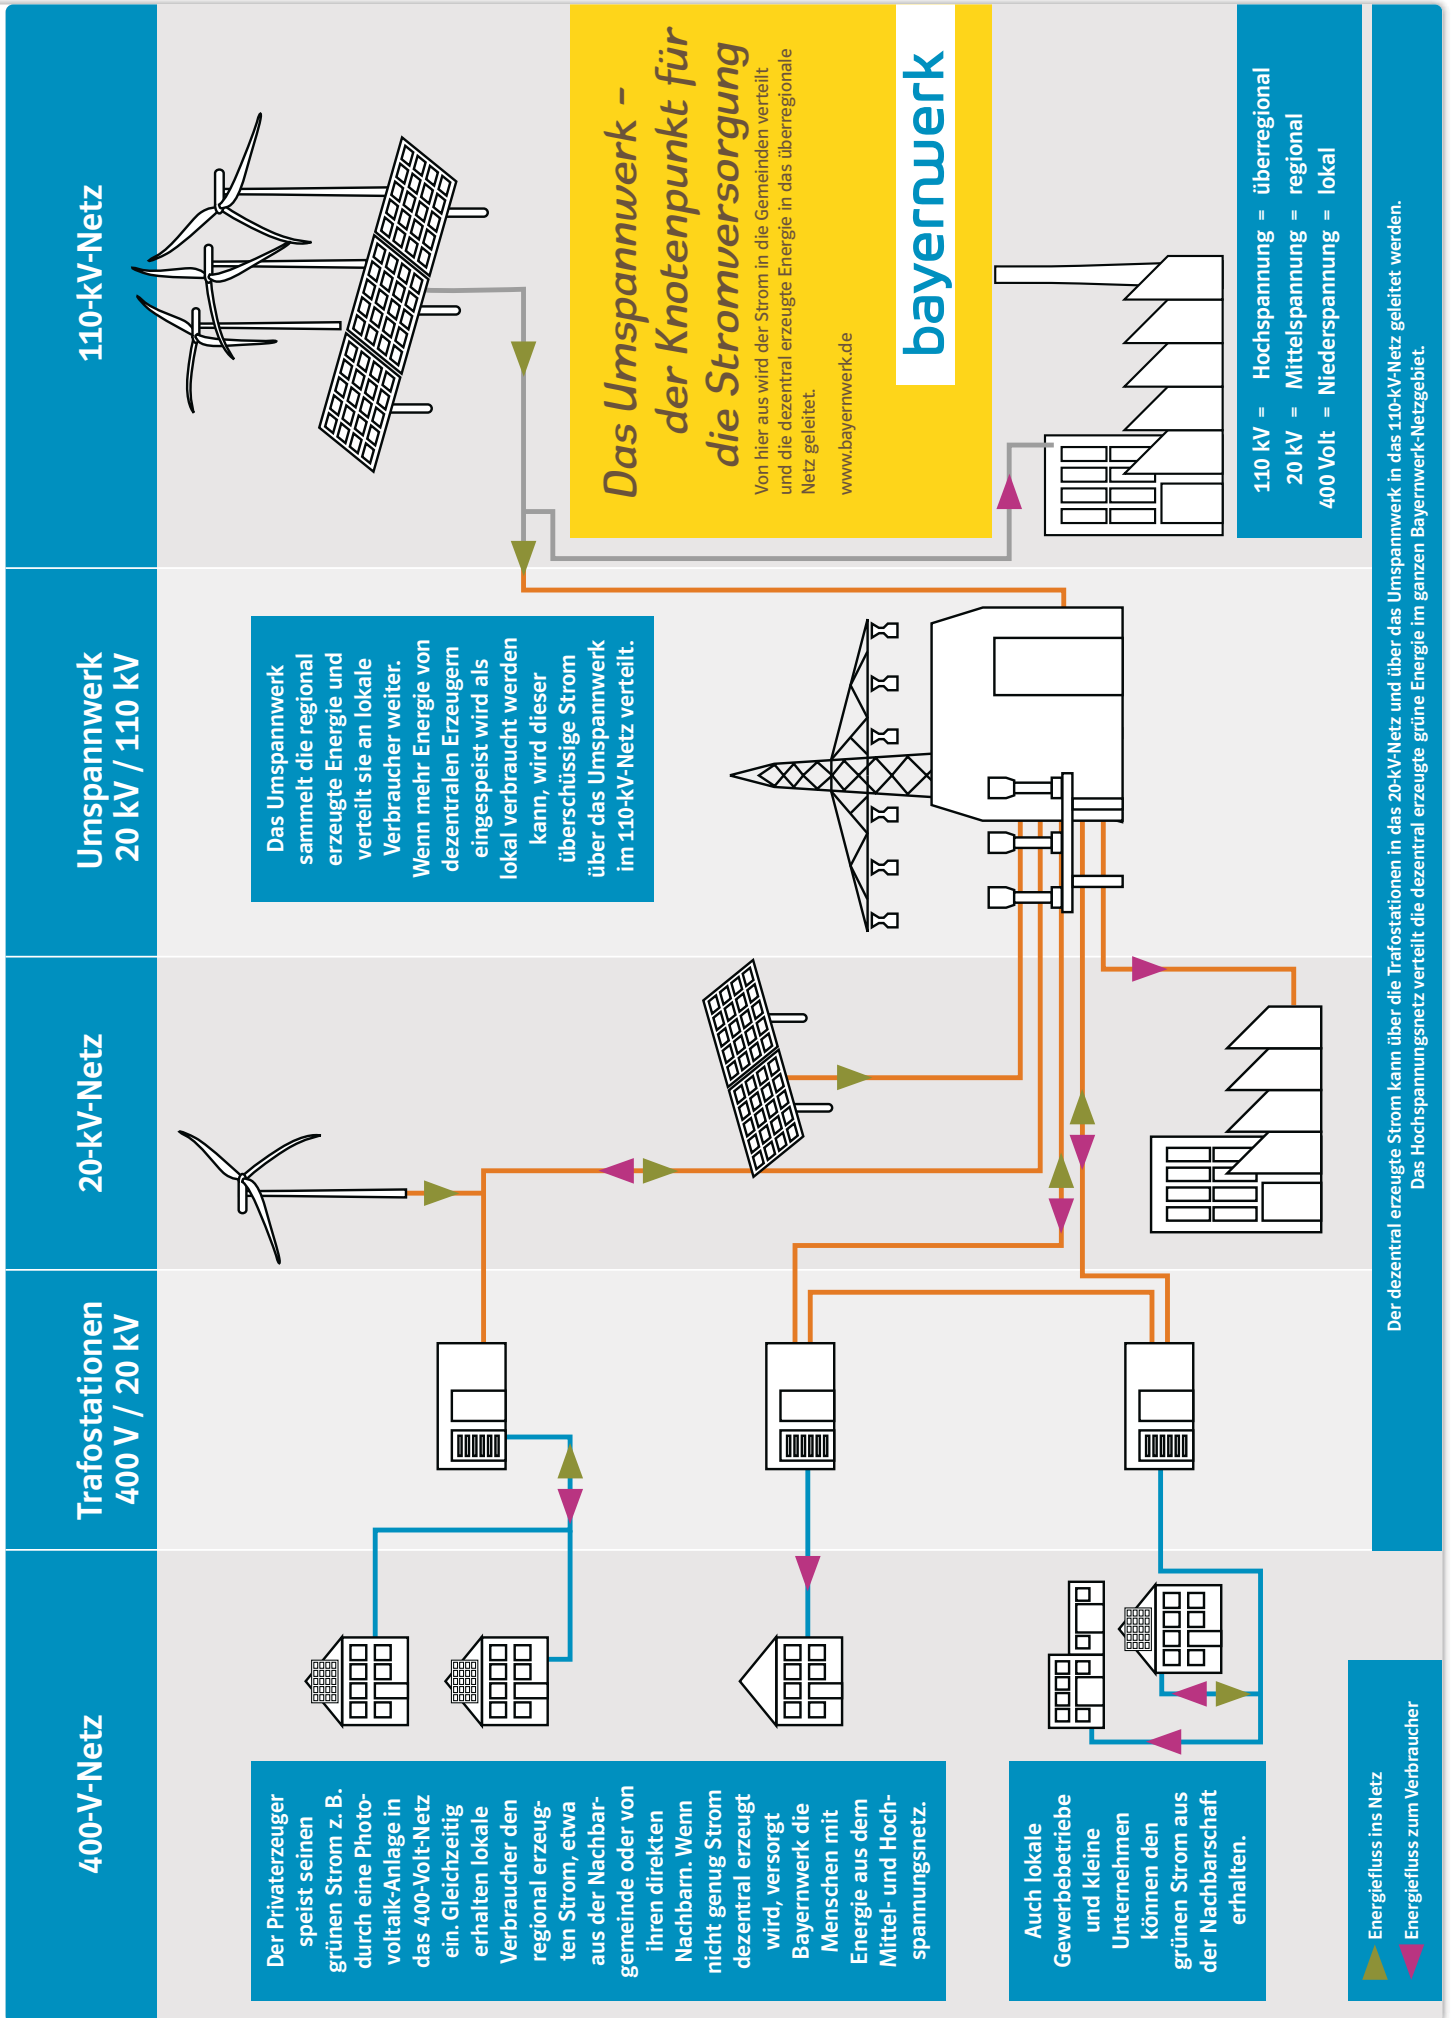 400-V-Netz
Trafostationen
400 V / 20 kV
20-kV-Netz
Umspannwerk
20 kV / 110 kV
110-kV-Netz
Der Privaterzeuger
speist seinen
grünen Strom z. B.
durch eine Photo-
voltaik-Anlage in
das 400-Volt-Netz
ein. Gleichzeitig
erhalten lokale
Verbraucher den
regional erzeug-
ten Strom, etwa
aus der Nachbar-
gemeinde oder von
ihren direkten
Nachbarn. Wenn
nicht genug Strom
dezentral erzeugt
wird, versorgt
Bayernwerk die
Menschen mit
Energie aus dem
Mittel- und Hoch-
spannungsnetz.
Auch lokale
Gewerbebetriebe
und kleine
Unternehmen
können den
grünen Strom aus
der Nachbarschaft
erhalten.
Energiefluss ins Netz
Energiefluss zum Verbraucher
Das Umspannwerk
sammelt die regional
erzeugte Energie und
verteilt sie an lokale
Verbraucher weiter.
Wenn mehr Energie von
dezentralen Erzeugern
eingespeist wird als
lokal verbraucht werden
kann, wird dieser
überschüssige Strom
über das Umspannwerk
im 110-kV-Netz verteilt.
Das Umspannwerk –
der Knotenpunkt für
die Stromversorgung
Von hier aus wird der Strom in die Gemeinden verteilt
und die dezentral erzeugte Energie in das überregionale
Netz geleitet.
www.bayernwerk.de
bayernwerk
110 kV = Hochspannung = überregional
20 kV = Mittelspannung = regional
400 Volt = Niederspannung = lokal
Der dezentral erzeugte Strom kann über die Trafostationen in das 20-kV-Netz und über das Umspannwerk in das 110-kV-Netz geleitet werden.
Das Hochspannungsnetz verteilt die dezentral erzeugte grüne Energie im ganzen Bayernwerk-Netzgebiet.